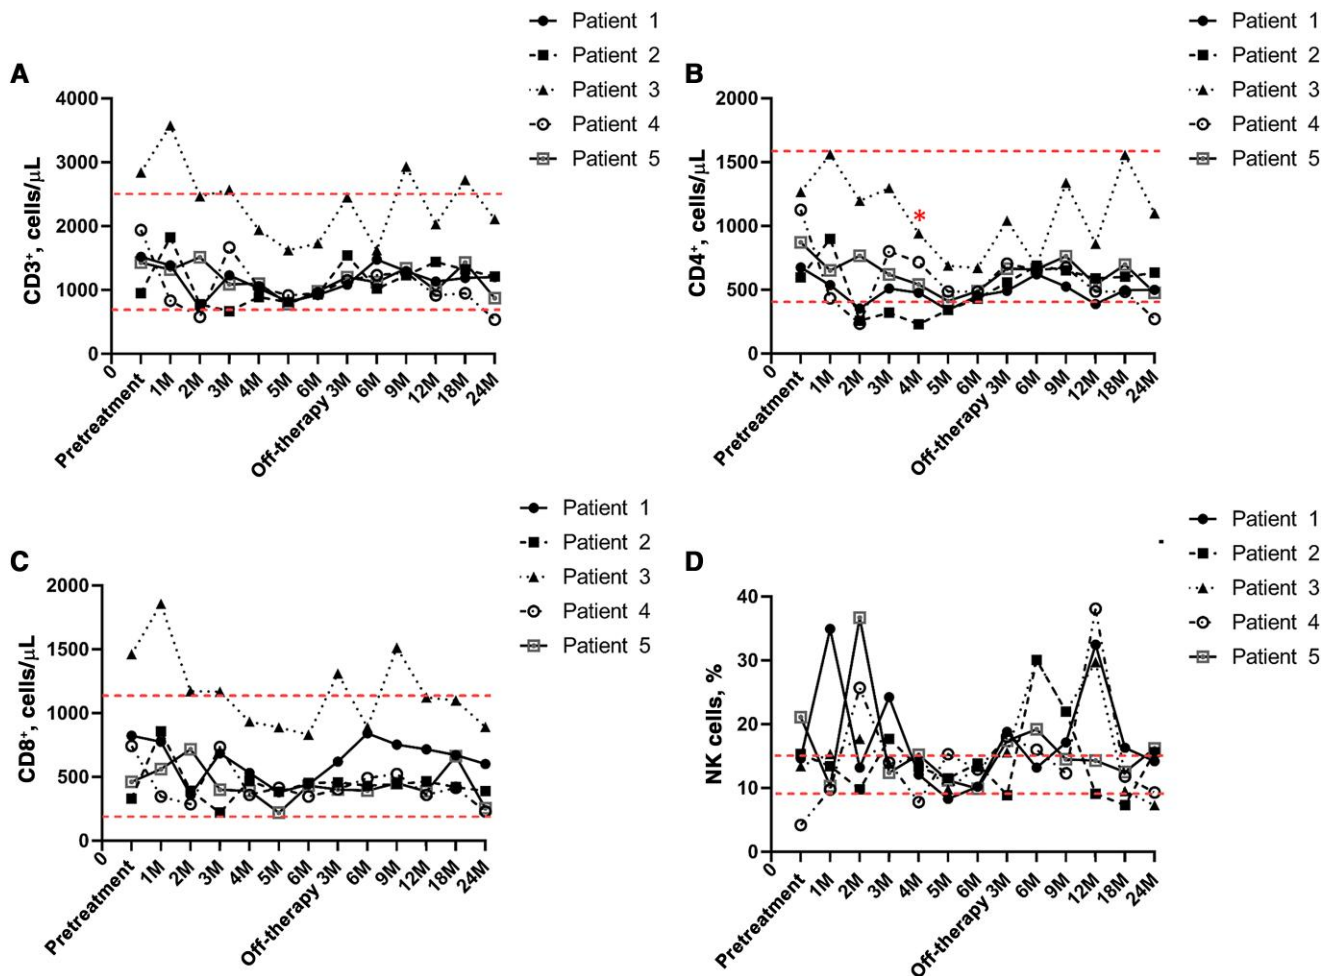 Patient 1
Patient 2
Patient 3
Patient 4
Patient 5
A
CD3⁺, cells/μL
4000
3000
2000
1000
0
0
Pretreatment
1M
2M
3M
4M
5M
6M
Off-therapy 3M
6M
9M
12M
18M
24M
Patient 1
Patient 2
Patient 3
Patient 4
Patient 5
B
CD4⁺, cells/μL
2000
1500
1000
500
0
*
0
Pretreatment
1M
2M
3M
4M
5M
6M
Off-therapy 3M
6M
9M
12M
18M
24M
Patient 1
Patient 2
Patient 3
Patient 4
Patient 5
C
CD8⁺, cells/μL
2000
1500
1000
500
0
0
Pretreatment
1M
2M
3M
4M
5M
6M
Off-therapy 3M
6M
9M
12M
18M
24M
Patient 1
Patient 2
Patient 3
Patient 4
Patient 5
D
NK cells, %
40
30
20
10
0
0
Pretreatment
1M
2M
3M
4M
5M
6M
Off-therapy 3M
6M
9M
12M
18M
24M